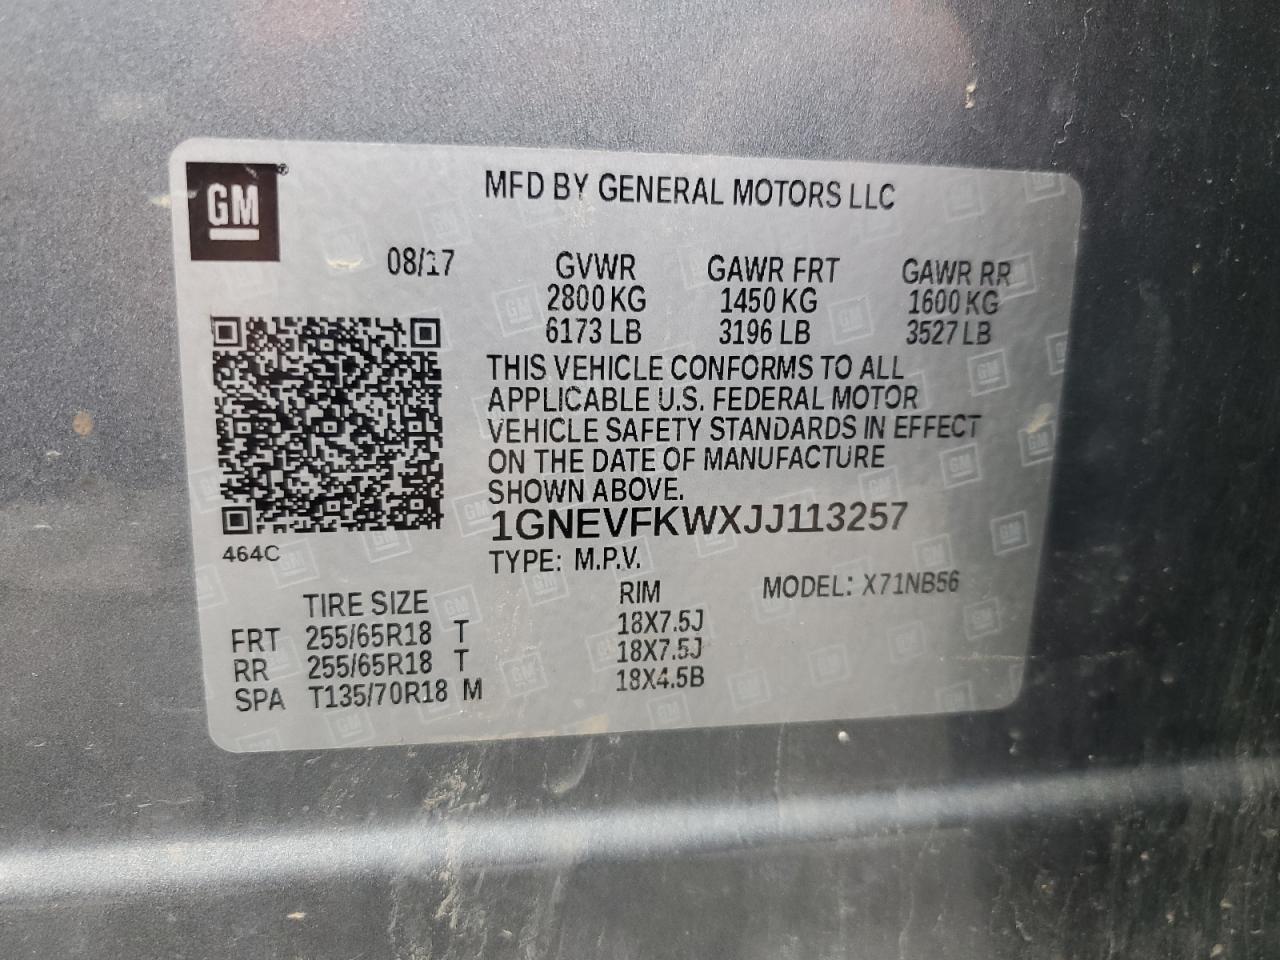 GM®
MFD BY GENERAL MOTORS LLC
08/17
GVWR GAWR FRT GAWR RR
2800 KG 1450 KG 1600 KG
6173 LB 3196 LB 3527 LB
THIS VEHICLE CONFORMS TO ALL
APPLICABLE U.S. FEDERAL MOTOR
VEHICLE SAFETY STANDARDS IN EFFECT
ON THE DATE OF MANUFACTURE
SHOWN ABOVE.
1GNEVFKWXJJ113257
464C
TYPE: M.P.V.
MODEL: X71NB56
TIRE SIZE RIM
FRT 255/65R18 T 18X7.5J
RR 255/65R18 T 18X7.5J
SPA T135/70R18 M 18X4.5B